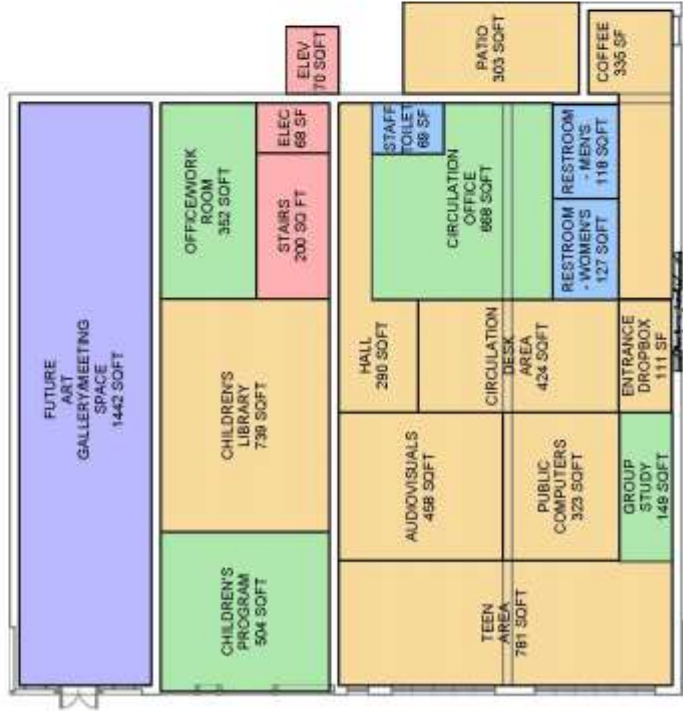 FUTURE
ART
GALLERY/MEETING
SPACE
1442 SQFT
CHILDREN'S
PROGRAM
504 SQFT
CHILDREN'S
LIBRARY
739 SQFT
OFFICE/WORK
ROOM
352 SQFT
STAIRS
200 SQ FT
ELEC
68 SF
ELEV
70 SQFT
TEEN
AREA
781 SQFT
AUDIOVISUALS
458 SQFT
PUBLIC
COMPUTERS
323 SQFT
GROUP
STUDY
149 SQFT
HALL
290 SQFT
CIRCULATION
DESK
AREA
424 SQFT
ENTRANCE
DROPBOX
111 SF
CIRCULATION
OFFICE
668 SQFT
STAFF
TOILET
69 SF
RESTROOM
- WOMEN'S
127 SQFT
RESTROOM
- MEN'S
118 SQFT
PATIO
303 SQFT
COFFEE
335 SF